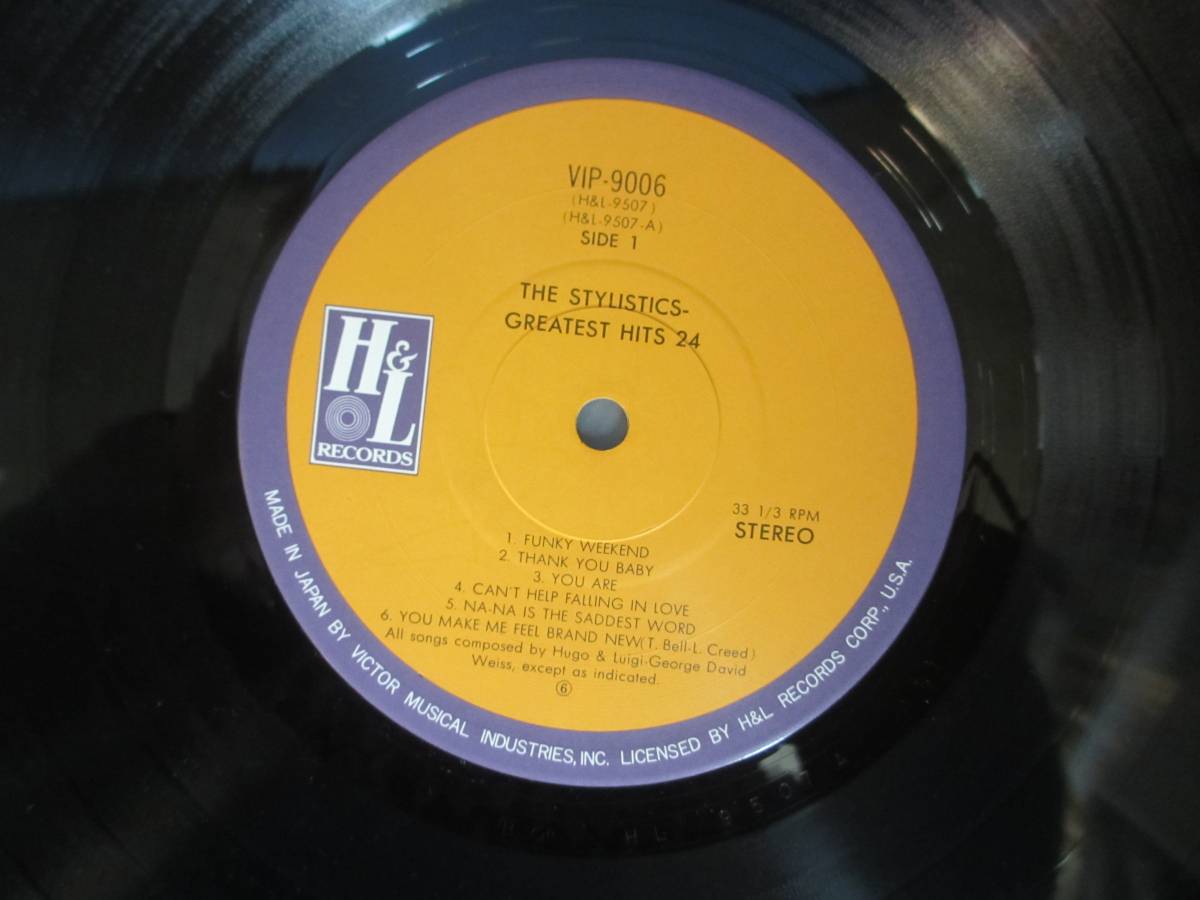 VIP-9006
(H&L-9507)
(H&L-9507-A)
SIDE 1
THE STYLISTICS-
GREATEST HITS 24
H&L
RECORDS
33 1/3 RPM
STEREO
1. FUNKY WEEKEND
2. THANK YOU BABY
3. YOU ARE
4. CAN'T HELP FALLING IN LOVE
5. NA-NA IS THE SADDEST WORD
6. YOU MAKE ME FEEL BRAND NEW(T. Bell-L. Creed)
All songs composed by Hugo & Luigi-George David
Weiss, except as indicated.
⑥
MADE IN JAPAN BY VICTOR MUSICAL INDUSTRIES, INC. LICENSED BY H&L RECORDS CORP., U.S.A.